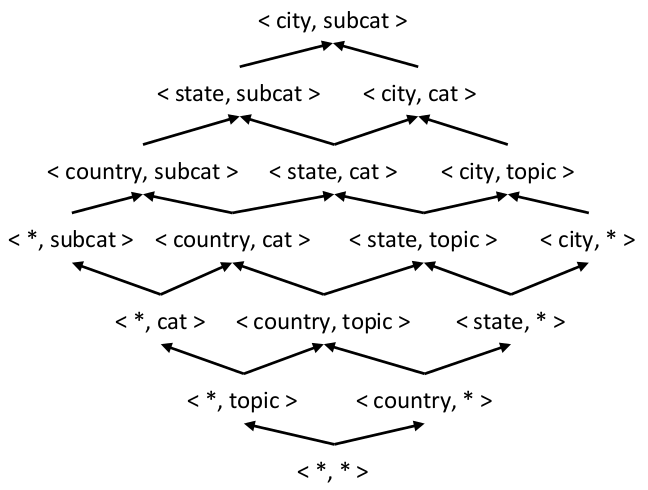 < city, subcat >
< state, subcat > < city, cat >
< country, subcat > < state, cat > < city, topic >
< *, subcat > < country, cat > < state, topic > < city, * >
< *, cat > < country, topic > < state, * >
< *, topic > < country, * >
< *, * >